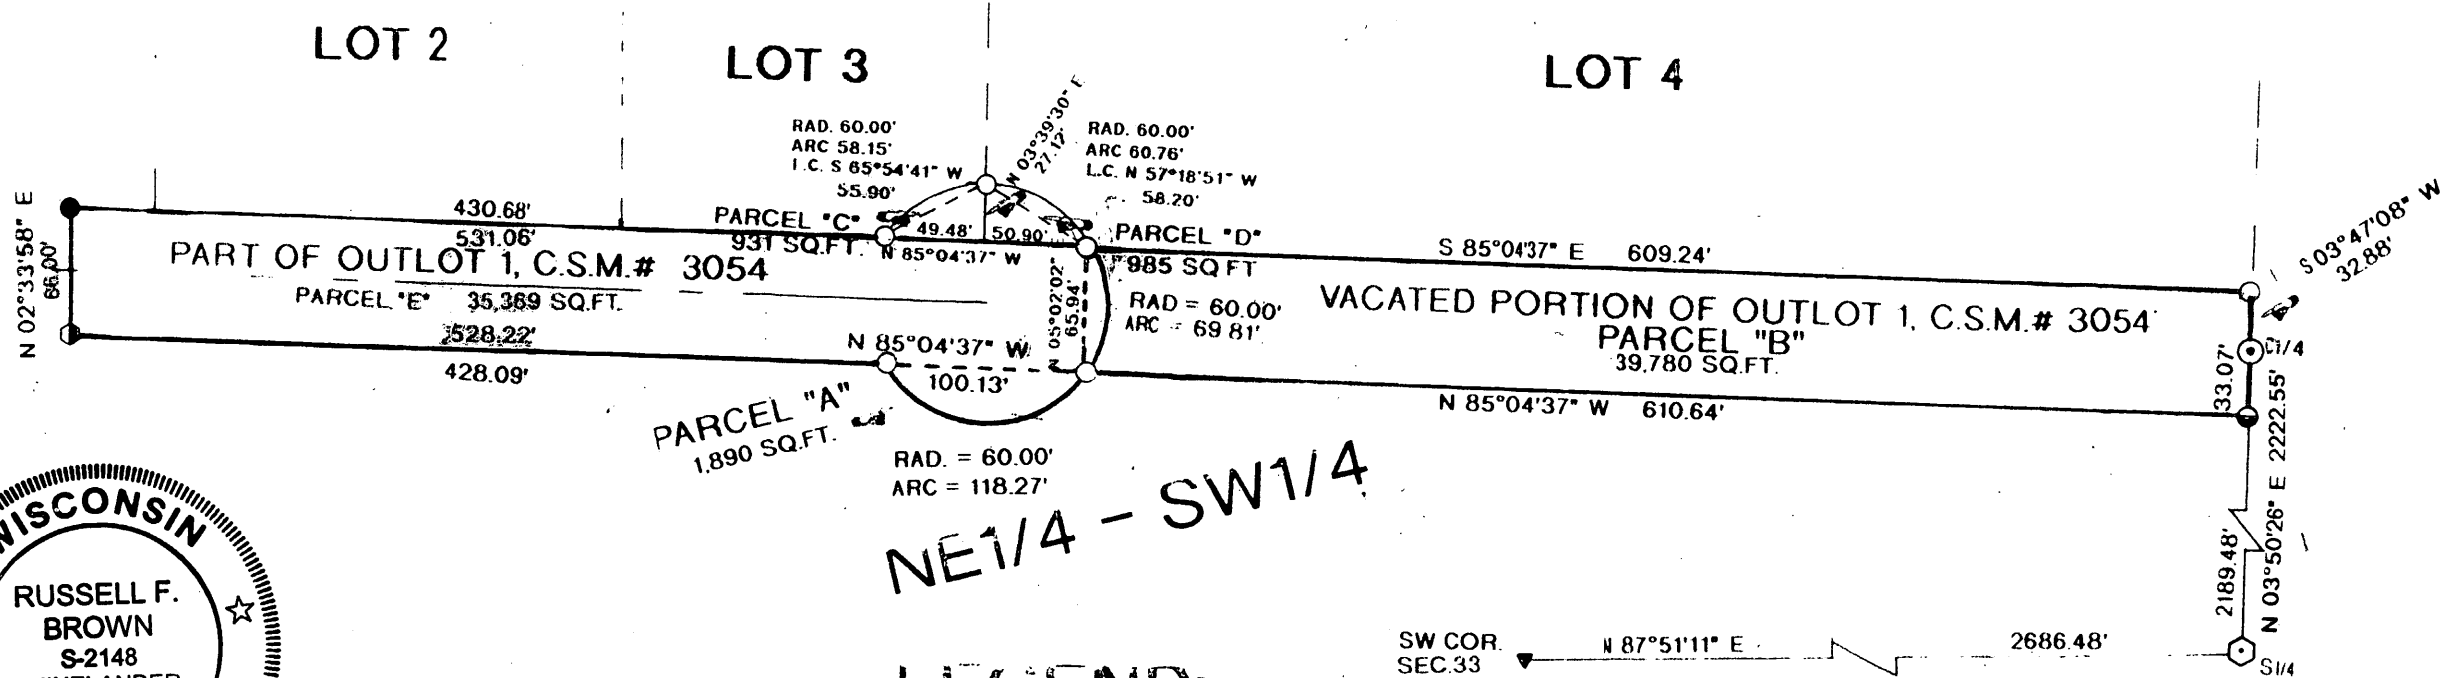 LOT 2
LOT 3
LOT 4
RAD. 60.00'
ARC 58.15'
L.C. S 65°54'41" W
55.90'
N 03°39'30" E
27.12'
RAD. 60.00'
ARC 60.76'
L.C. N 57°18'51" W
58.20'
N 02°33'58" E
66.00'
430.68'
531.06'
PART OF OUTLOT 1, C.S.M.# 3054
PARCEL "E" 35,369 SQ.FT.
528.22'
428.09'
PARCEL "C"
931 SQ.FT.
49.48'
50.90'
N 85°04'37" W
PARCEL "D"
985 SQ FT
N 05°02'02"
65.94'
RAD = 60.00'
ARC = 69.81'
N 85°04'37" W
100.13'
PARCEL "A"
1,890 SQ.FT.
RAD. = 60.00'
ARC = 118.27'
S 85°04'37" E 609.24'
VACATED PORTION OF OUTLOT 1, C.S.M.# 3054
PARCEL "B"
39,780 SQ.FT.
N 85°04'37" W 610.64'
S 03°47'08" W
32.88'
C1/4
33.07'
N 03°50'26" E 2222.55'
2189.48'
NE1/4 - SW1/4
SW COR.
SEC.33
N 87°51'11" E
2686.48'
S1/4
WISCONSIN
RUSSELL F.
BROWN
S-2148
LEGEND